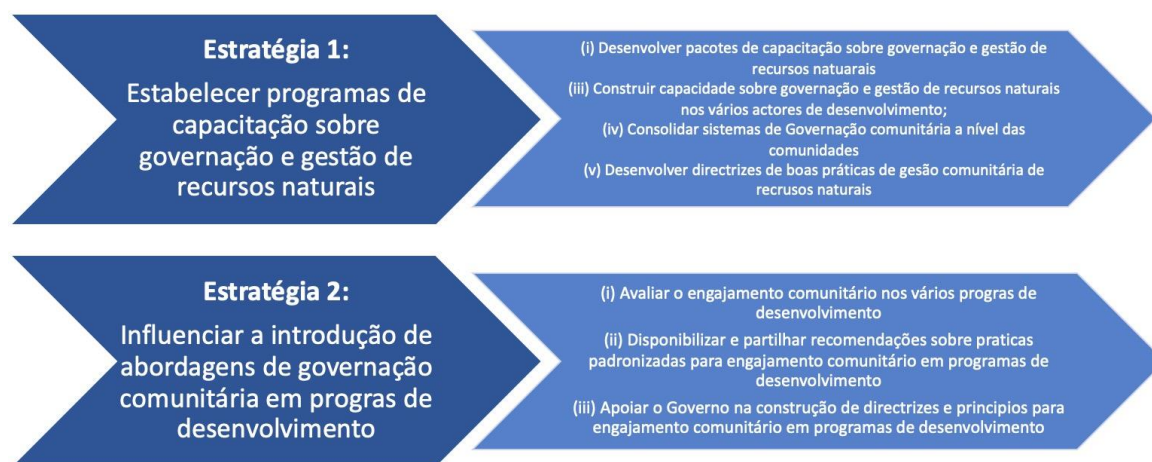 Estratégia 1:
Estabelecer programas de
capacitação sobre
governação e gestão de
recursos naturais
(i) Desenvolver pacotes de capacitação sobre governação e gestão de
recursos natuarais
(iii) Construir capacidade sobre governação e gestão de recursos naturais
nos vários actores de desenvolvimento;
(iv) Consolidar sistemas de Governação comunitária a nível das
comunidades
(v) Desenvolver directrizes de boas práticas de gesão comunitária de
recrusos naturais
Estratégia 2:
Influenciar a introdução de
abordagens de governação
comunitária em progras de
desenvolvimento
(i) Avaliar o engajamento comunitário nos vários progras de
desenvolvimento
(ii) Disponibilizar e partilhar recomendações sobre praticas
padronizadas para engajamento comunitário em programas de
desenvolvimento
(iii) Apoiar o Governo na construção de directrizes e principios para
engajamento comunitário em programas de desenvolvimento